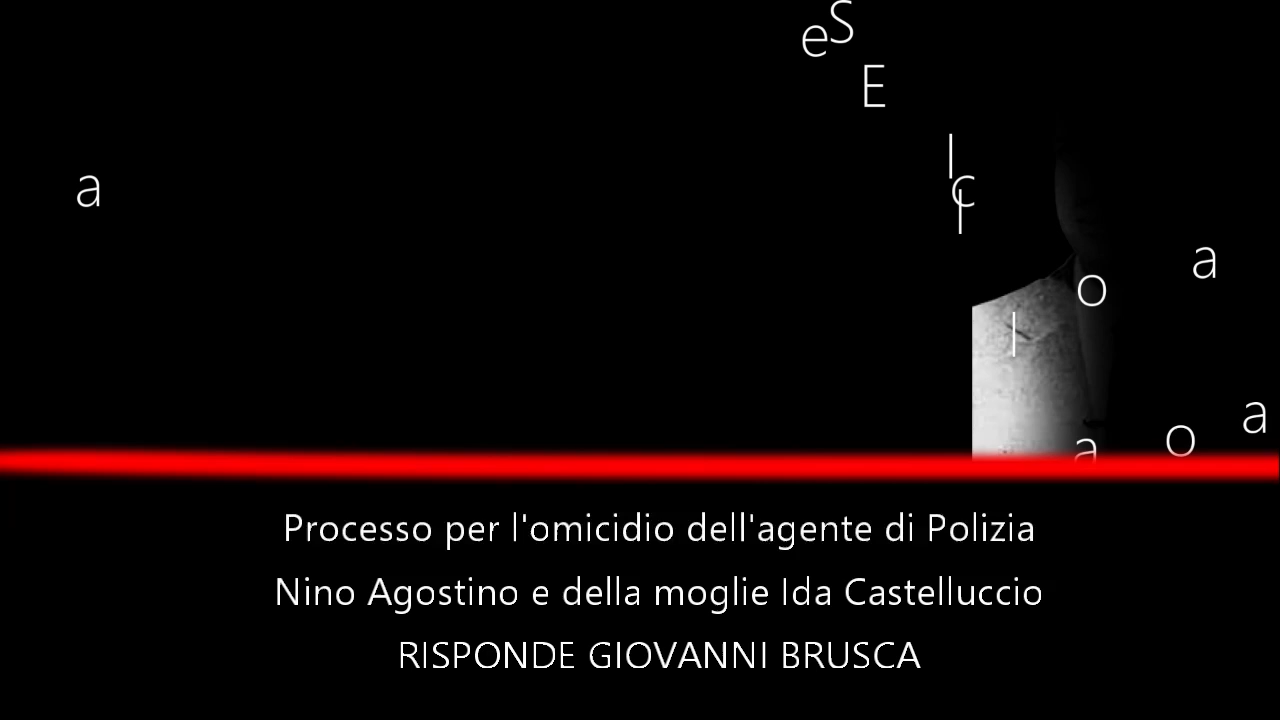 Processo per l'omicidio dell'agente di Polizia
Nino Agostino e della moglie Ida Castelluccio
RISPONDE GIOVANNI BRUSCA